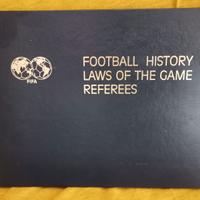 FOOTBALL HISTORY
LAWS OF THE GAME
REFEREES
FIFA